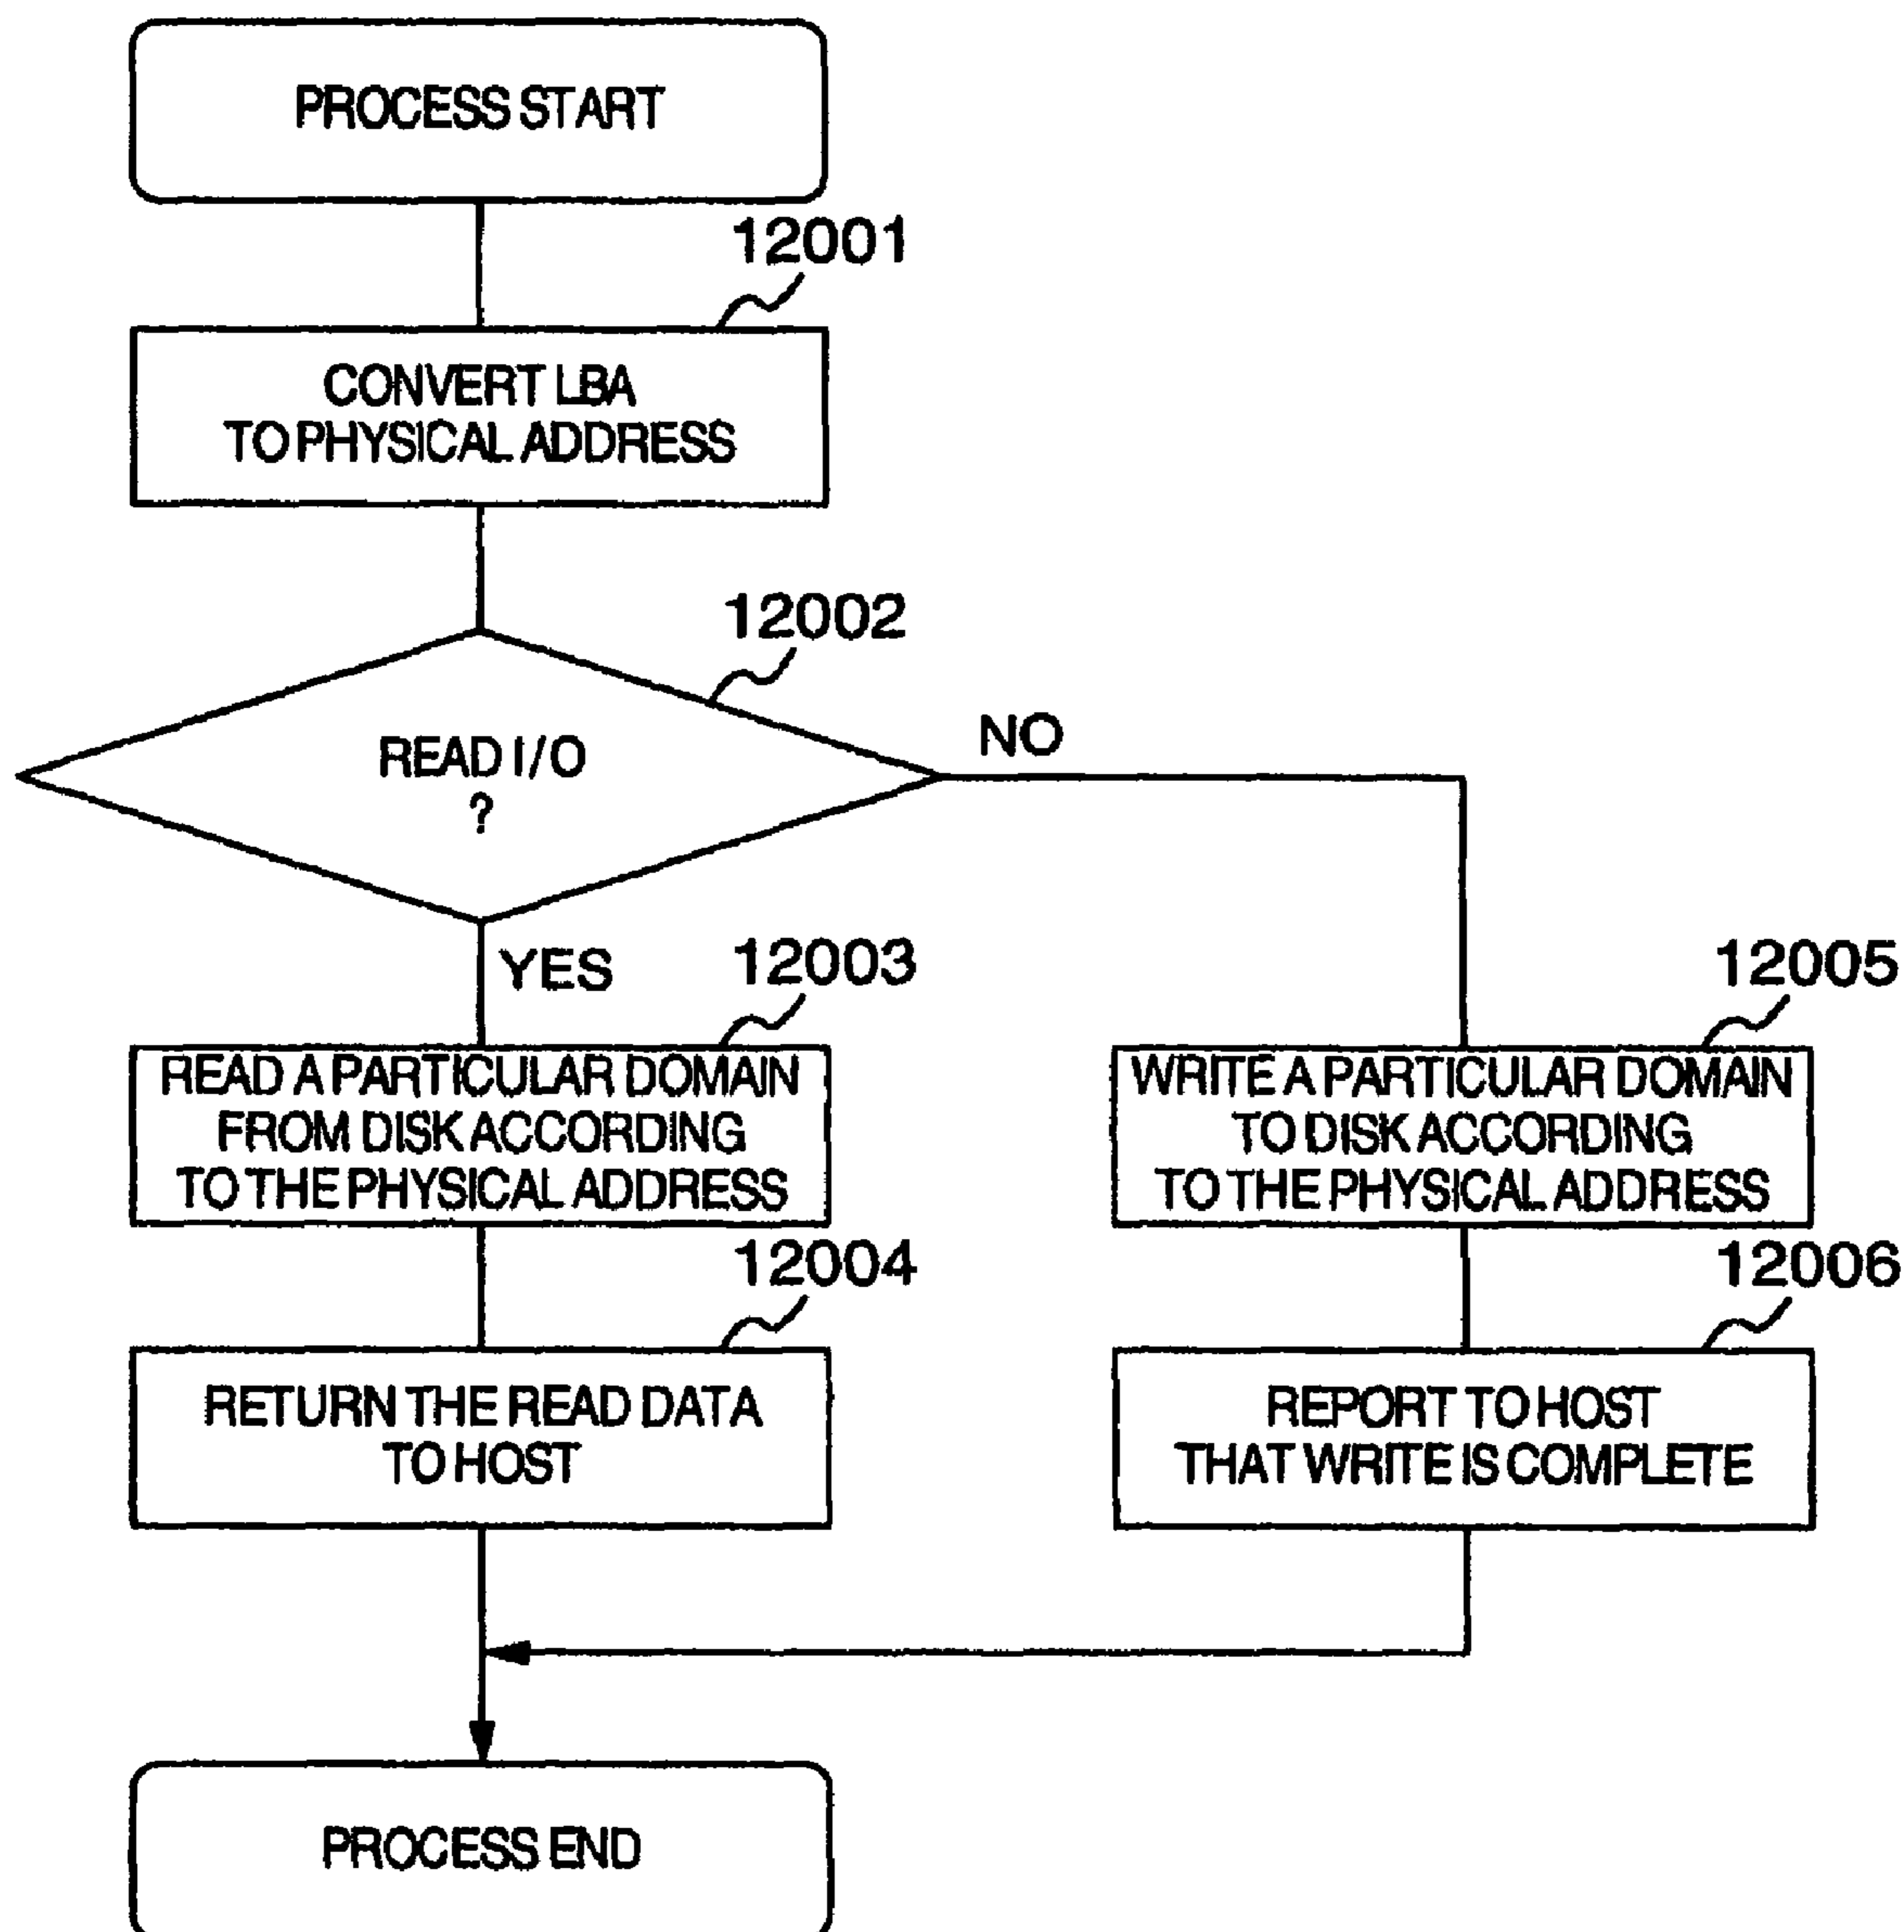 PROCESS START
12001
CONVERT LBA
TO PHYSICAL ADDRESS
12002
READ I/O
?
NO
YES
12003
READ A PARTICULAR DOMAIN
FROM DISK ACCORDING
TO THE PHYSICAL ADDRESS
12005
WRITE A PARTICULAR DOMAIN
TO DISK ACCORDING
TO THE PHYSICAL ADDRESS
12004
RETURN THE READ DATA
TO HOST
12006
REPORT TO HOST
THAT WRITE IS COMPLETE
PROCESS END